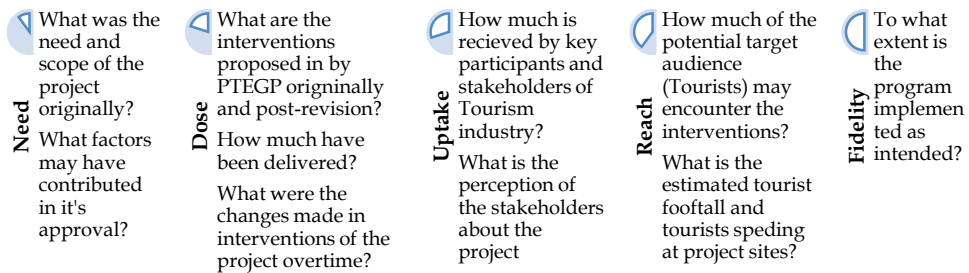 Need
What was the
need and
scope of the
project
originally?
What factors
may have
contributed
in it's
approval?
Dose
What are the
interventions
proposed in by
PTEGP origninally
and post-revision?
How much have
been delivered?
What were the
changes made in
interventions of the
project overtime?
Uptake
How much is
recieved by key
participants and
stakeholders of
Tourism
industry?
What is the
perception of
the stakeholders
about the
project
Reach
How much of the
potential target
audience
(Tourists) may
encounter the
interventions?
What is the
estimated tourist
fooftall and
tourists speding
at project sites?
Fidelity
To what
extent is
the
program
implemen
ted as
intended?